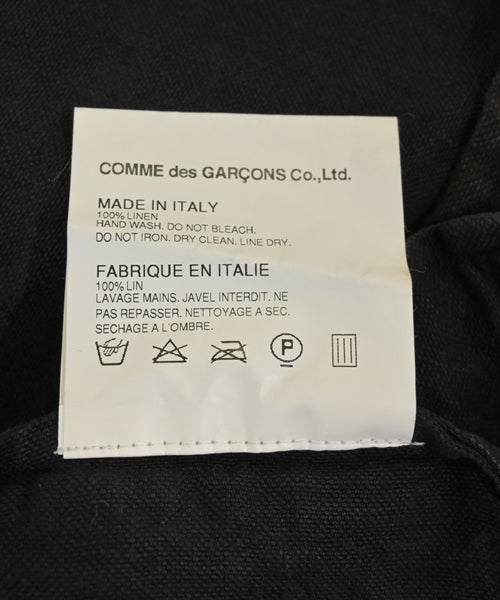 COMME des GARÇONS Co.,Ltd.
MADE IN ITALY
100% LINEN
HAND WASH. DO NOT BLEACH.
DO NOT IRON. DRY CLEAN. LINE DRY.
FABRIQUE EN ITALIE
100% LIN
LAVAGE MAINS. JAVEL INTERDIT. NE
PAS REPASSER. NETTOYAGE A SEC.
SECHAGE A L'OMBRE.
P